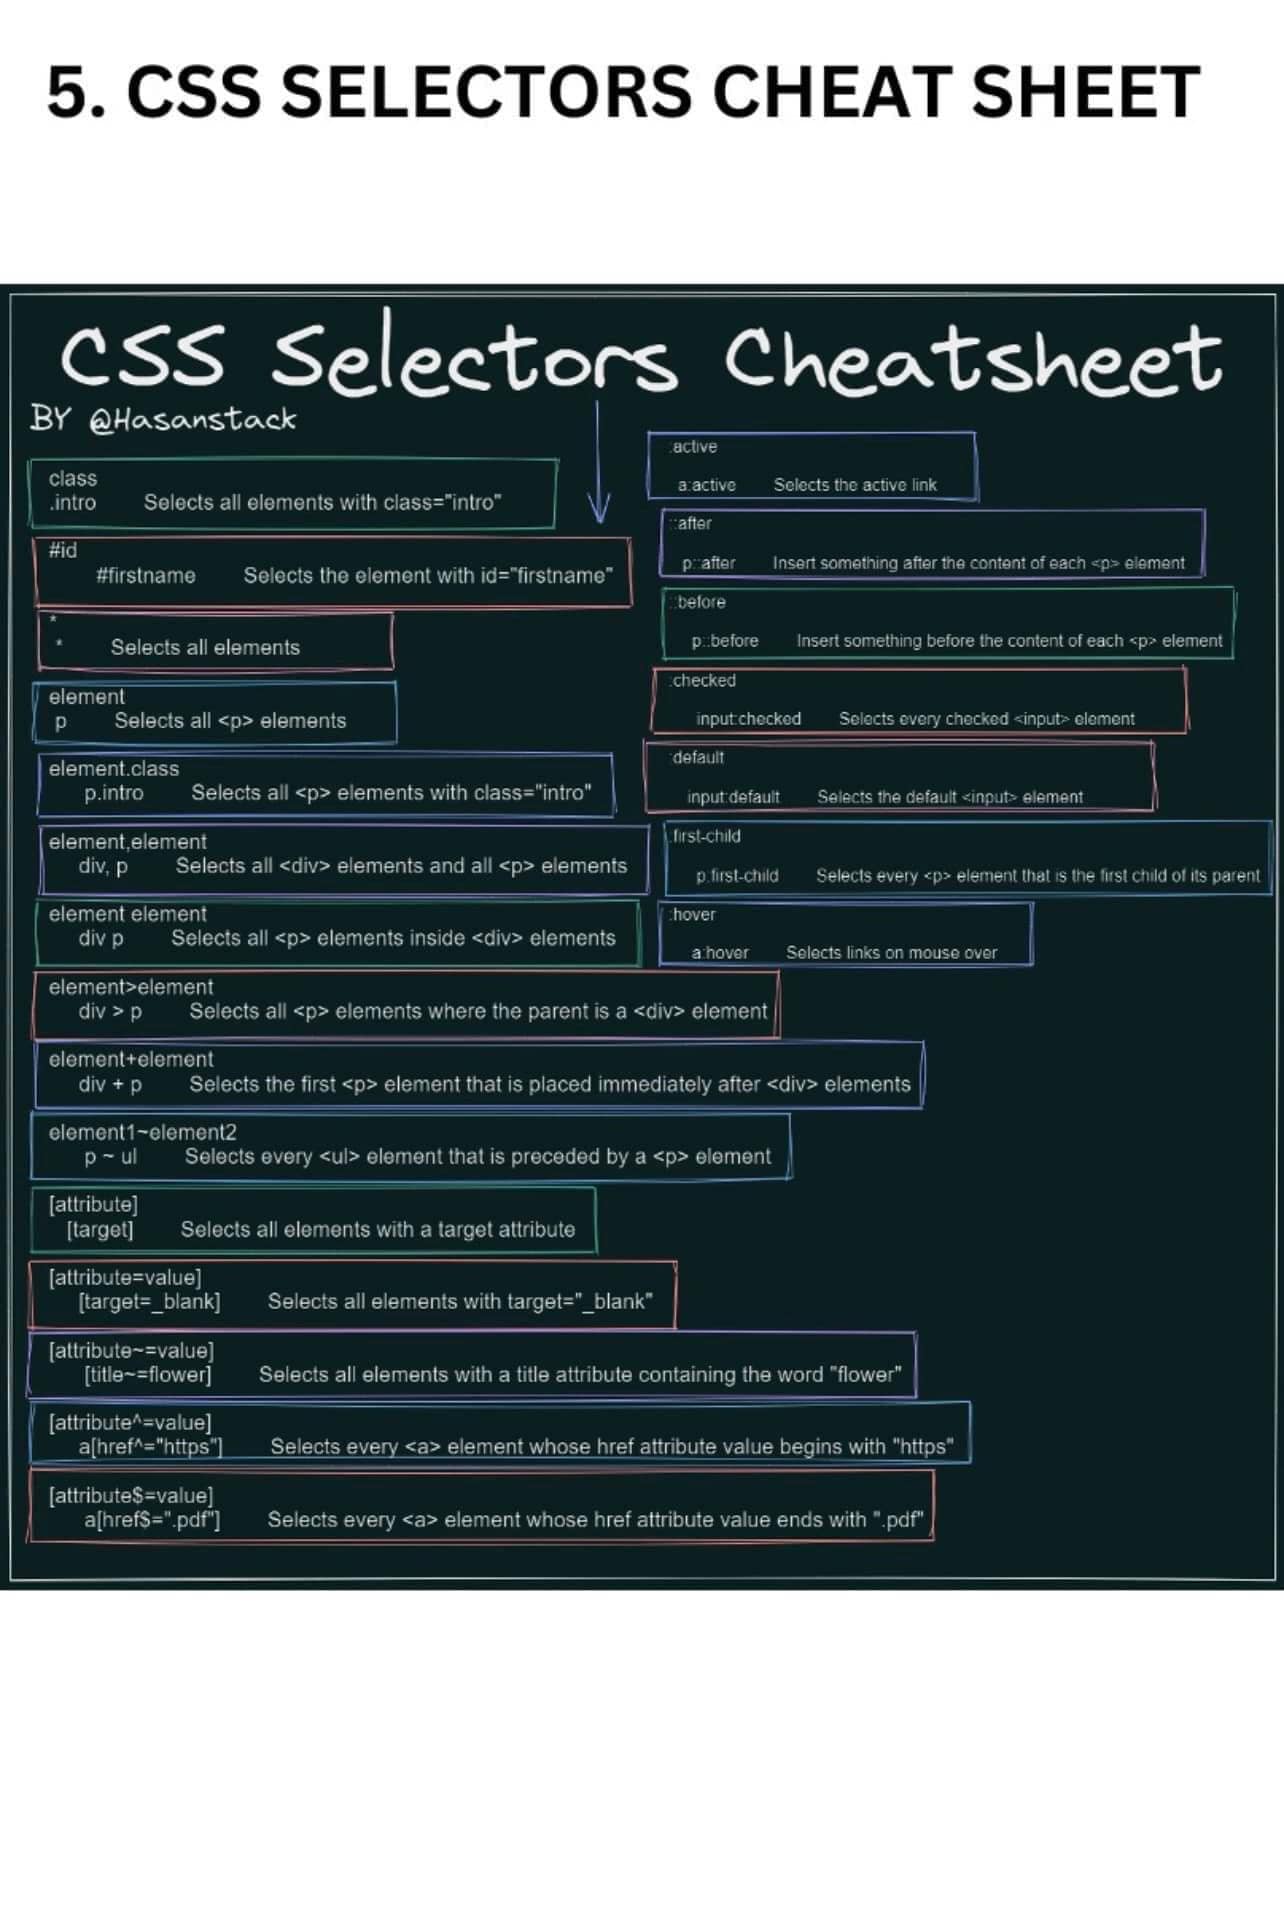 5. CSS SELECTORS CHEAT SHEET
CSS Selectors Cheatsheet
BY @Hasanstack
class
.intro Selects all elements with class="intro"
#id
#firstname Selects the element with id="firstname"
*
* Selects all elements
element
p Selects all <p> elements
element.class
p.intro Selects all <p> elements with class="intro"
element,element
div, p Selects all <div> elements and all <p> elements
element element
div p Selects all <p> elements inside <div> elements
element>element
div > p Selects all <p> elements where the parent is a <div> element
element+element
div + p Selects the first <p> element that is placed immediately after <div> elements
element1~element2
p ~ ul Selects every <ul> element that is preceded by a <p> element
[attribute]
[target] Selects all elements with a target attribute
[attribute=value]
[target=_blank] Selects all elements with target="_blank"
[attribute~=value]
[title~=flower] Selects all elements with a title attribute containing the word "flower"
[attribute^=value]
a[href^="https"] Selects every <a> element whose href attribute value begins with "https"
[attribute$=value]
a[href$=".pdf"] Selects every <a> element whose href attribute value ends with ".pdf"
:active
a:active Selects the active link
::after
p::after Insert something after the content of each <p> element
::before
p::before Insert something before the content of each <p> element
:checked
input:checked Selects every checked <input> element
:default
input:default Selects the default <input> element
:first-child
p:first-child Selects every <p> element that is the first child of its parent
:hover
a:hover Selects links on mouse over